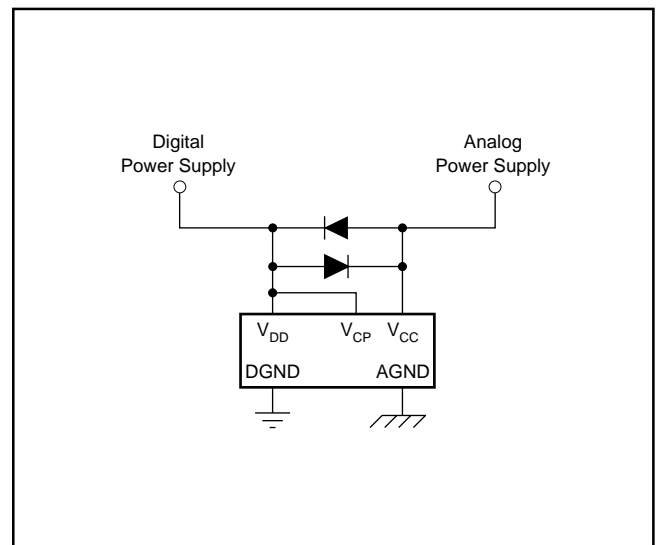 Digital
Power Supply
Analog
Power Supply
VDD VCP VCC
DGND AGND